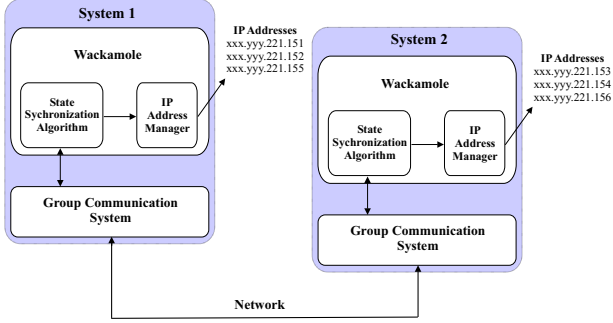 System 1
Wackamole
State
Sychronization
Algorithm
IP
Address
Manager
Group Communication
System
IP Addresses
xxx.yyy.221.151
xxx.yyy.221.152
xxx.yyy.221.155
System 2
Wackamole
State
Sychronization
Algorithm
IP
Address
Manager
Group Communication
System
IP Addresses
xxx.yyy.221.153
xxx.yyy.221.154
xxx.yyy.221.156
Network